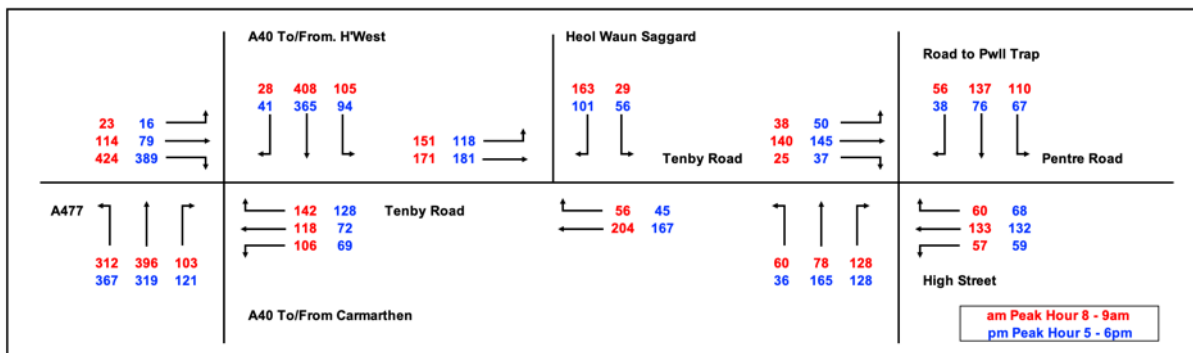 A40 To/From. H'West
Heol Waun Saggard
Road to Pwll Trap
28 408 105
41 365 94
163 29
101 56
56 137 110
38 76 67
23 16
114 79
424 389
151 118
171 181
38 50
140 145
25 37
Tenby Road
Pentre Road
A477
142 128
118 72
106 69
Tenby Road
56 45
204 167
60 68
133 132
57 59
312 396 103
367 319 121
60 78 128
36 165 128
High Street
A40 To/From Carmarthen
am Peak Hour 8 - 9am
pm Peak Hour 5 - 6pm